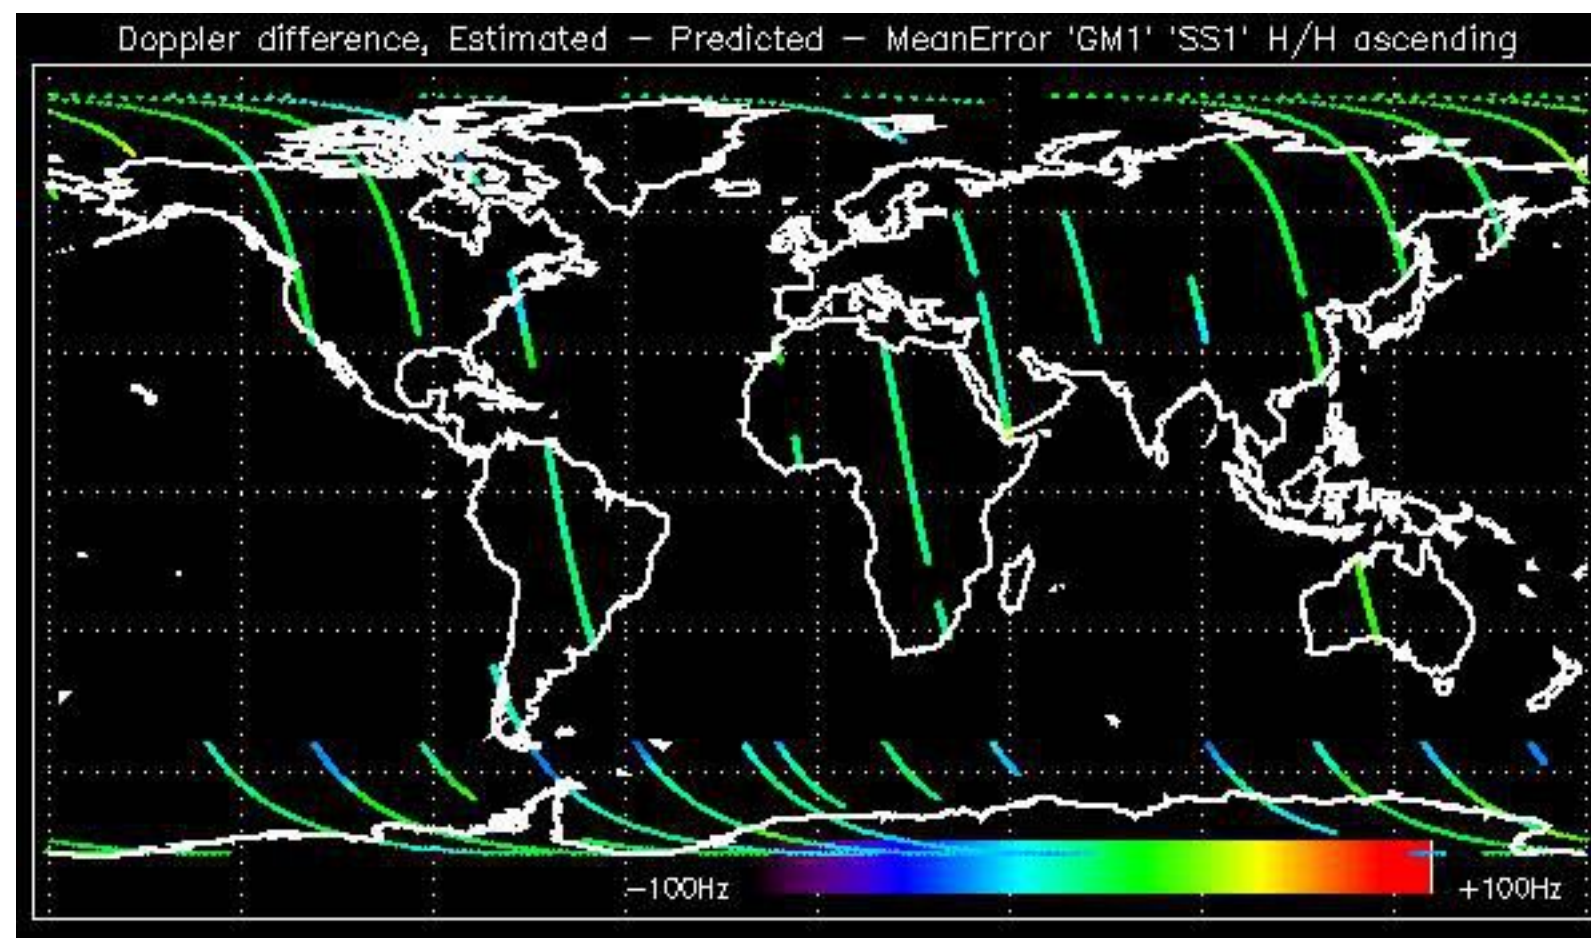 Doppler difference, Estimated – Predicted – MeanError 'GM1' 'SS1' H/H ascending
–100Hz
+100Hz